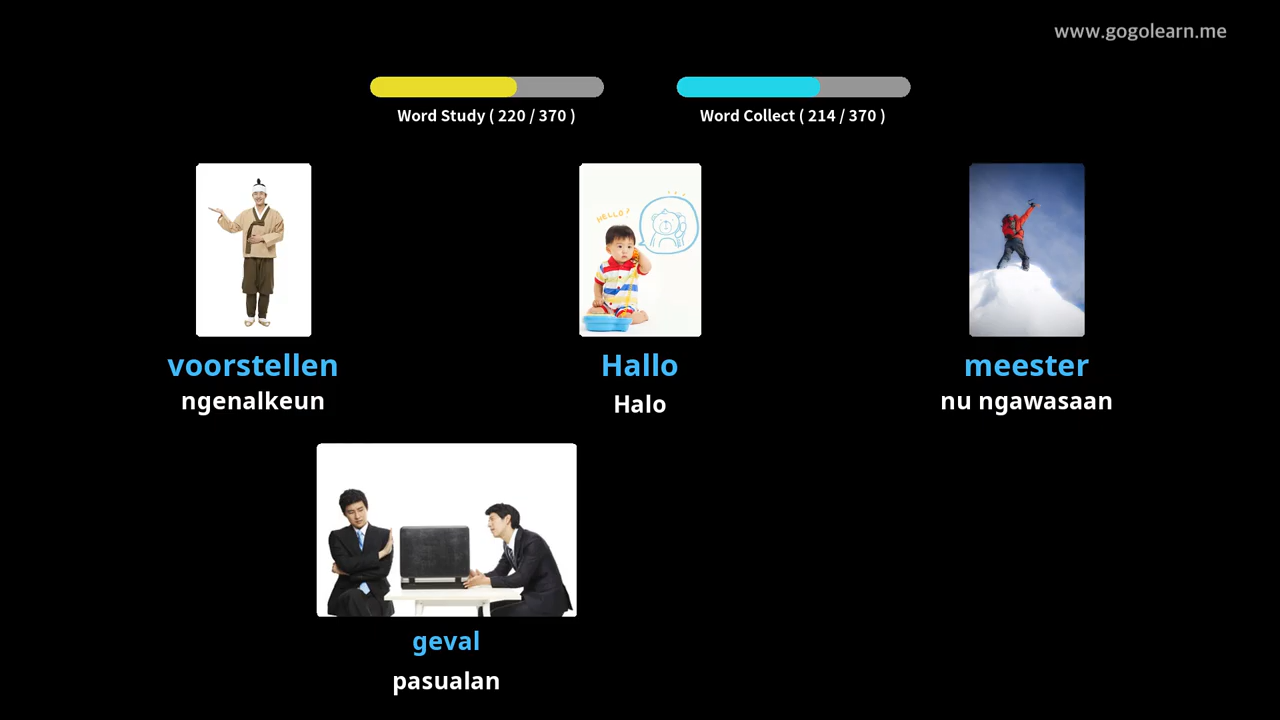 www.gogolearn.me
Word Study ( 220 / 370 )
Word Collect ( 214 / 370 )
HELLO?
voorstellen
ngenalkeun
Hallo
Halo
meester
nu ngawasaan
geval
pasualan